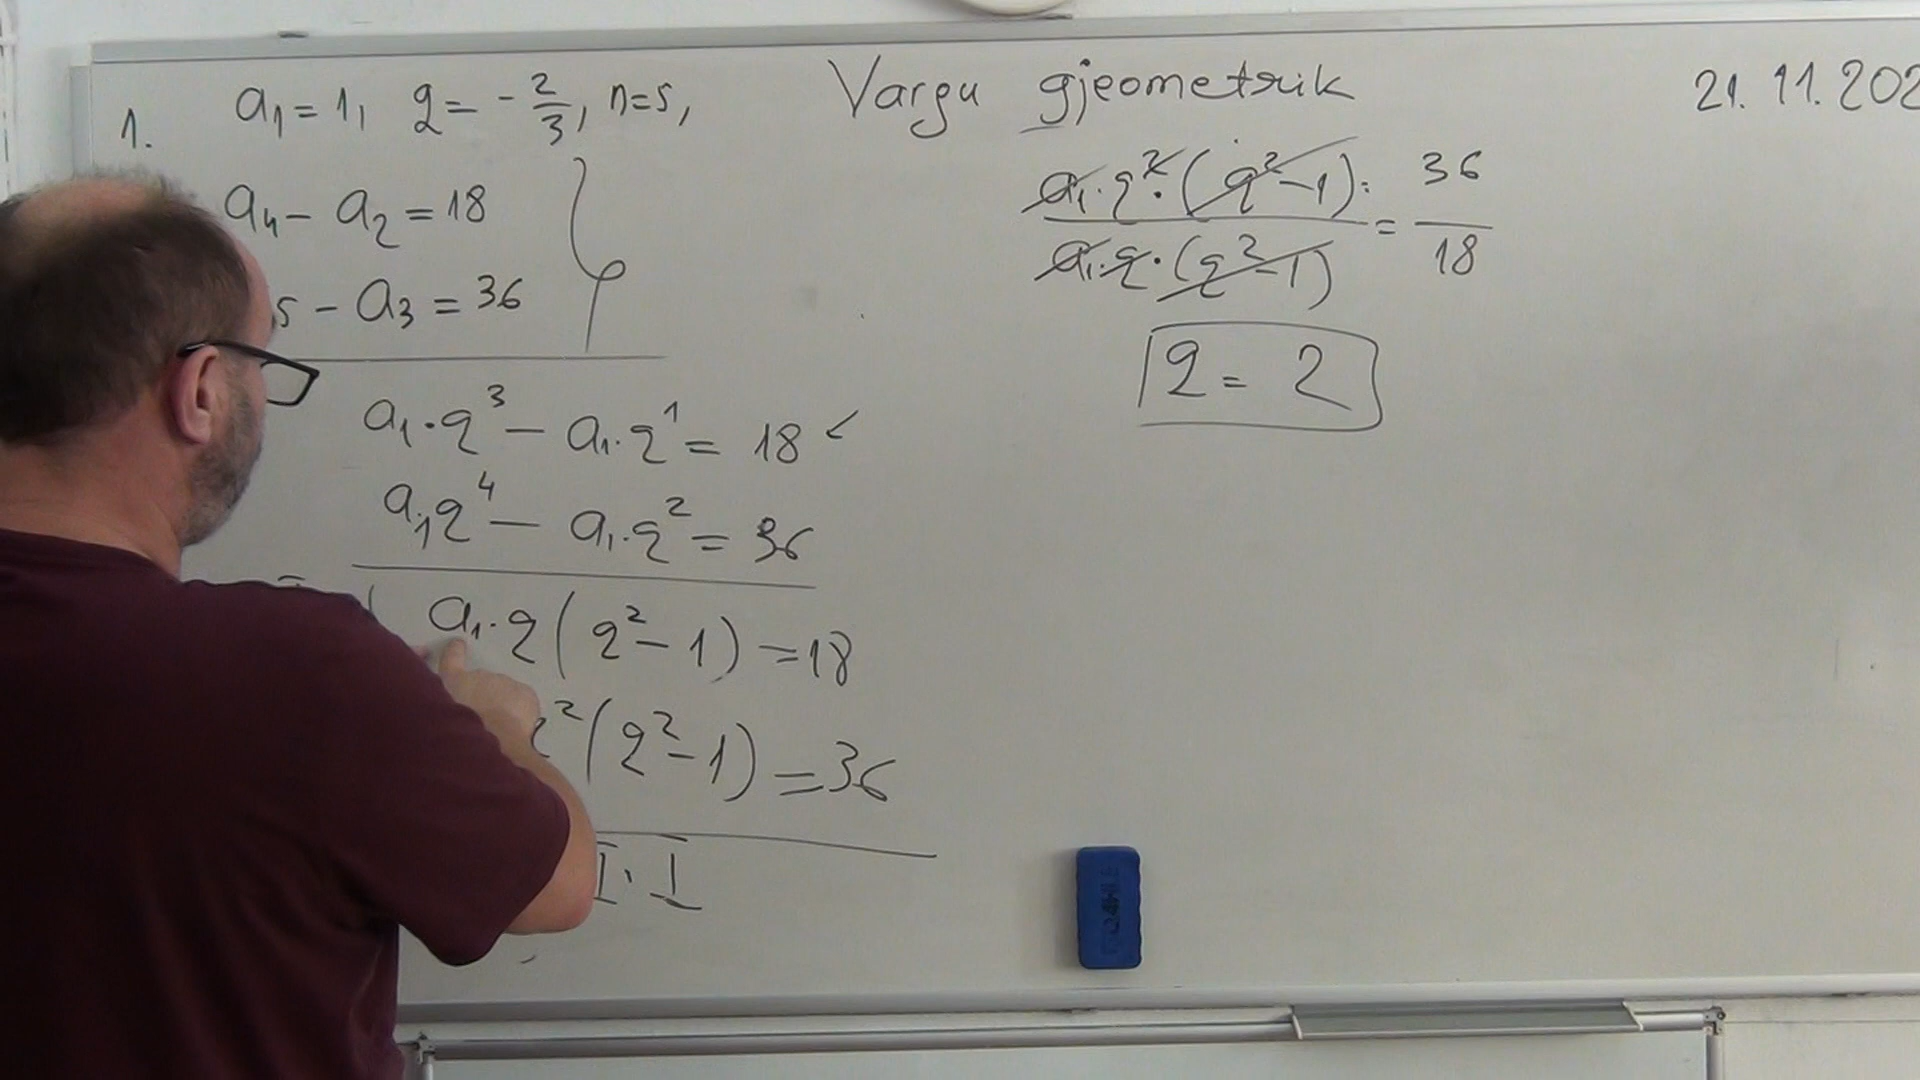 Vargu gjeometrik
21. 11. 202
1. a₁ = 1, q = - 2/3, n=5,
a₄ - a₂ = 18
5 - a₃ = 36
a₁·q³ - a₁·q¹ = 18
a₁q⁴ - a₁·q² = 36
a₁·q(q² - 1) = 18
²(q² - 1) = 36
I
a₁·q²·(q²-1): / a₁·q·(q²-1) = 36 / 18
q = 2